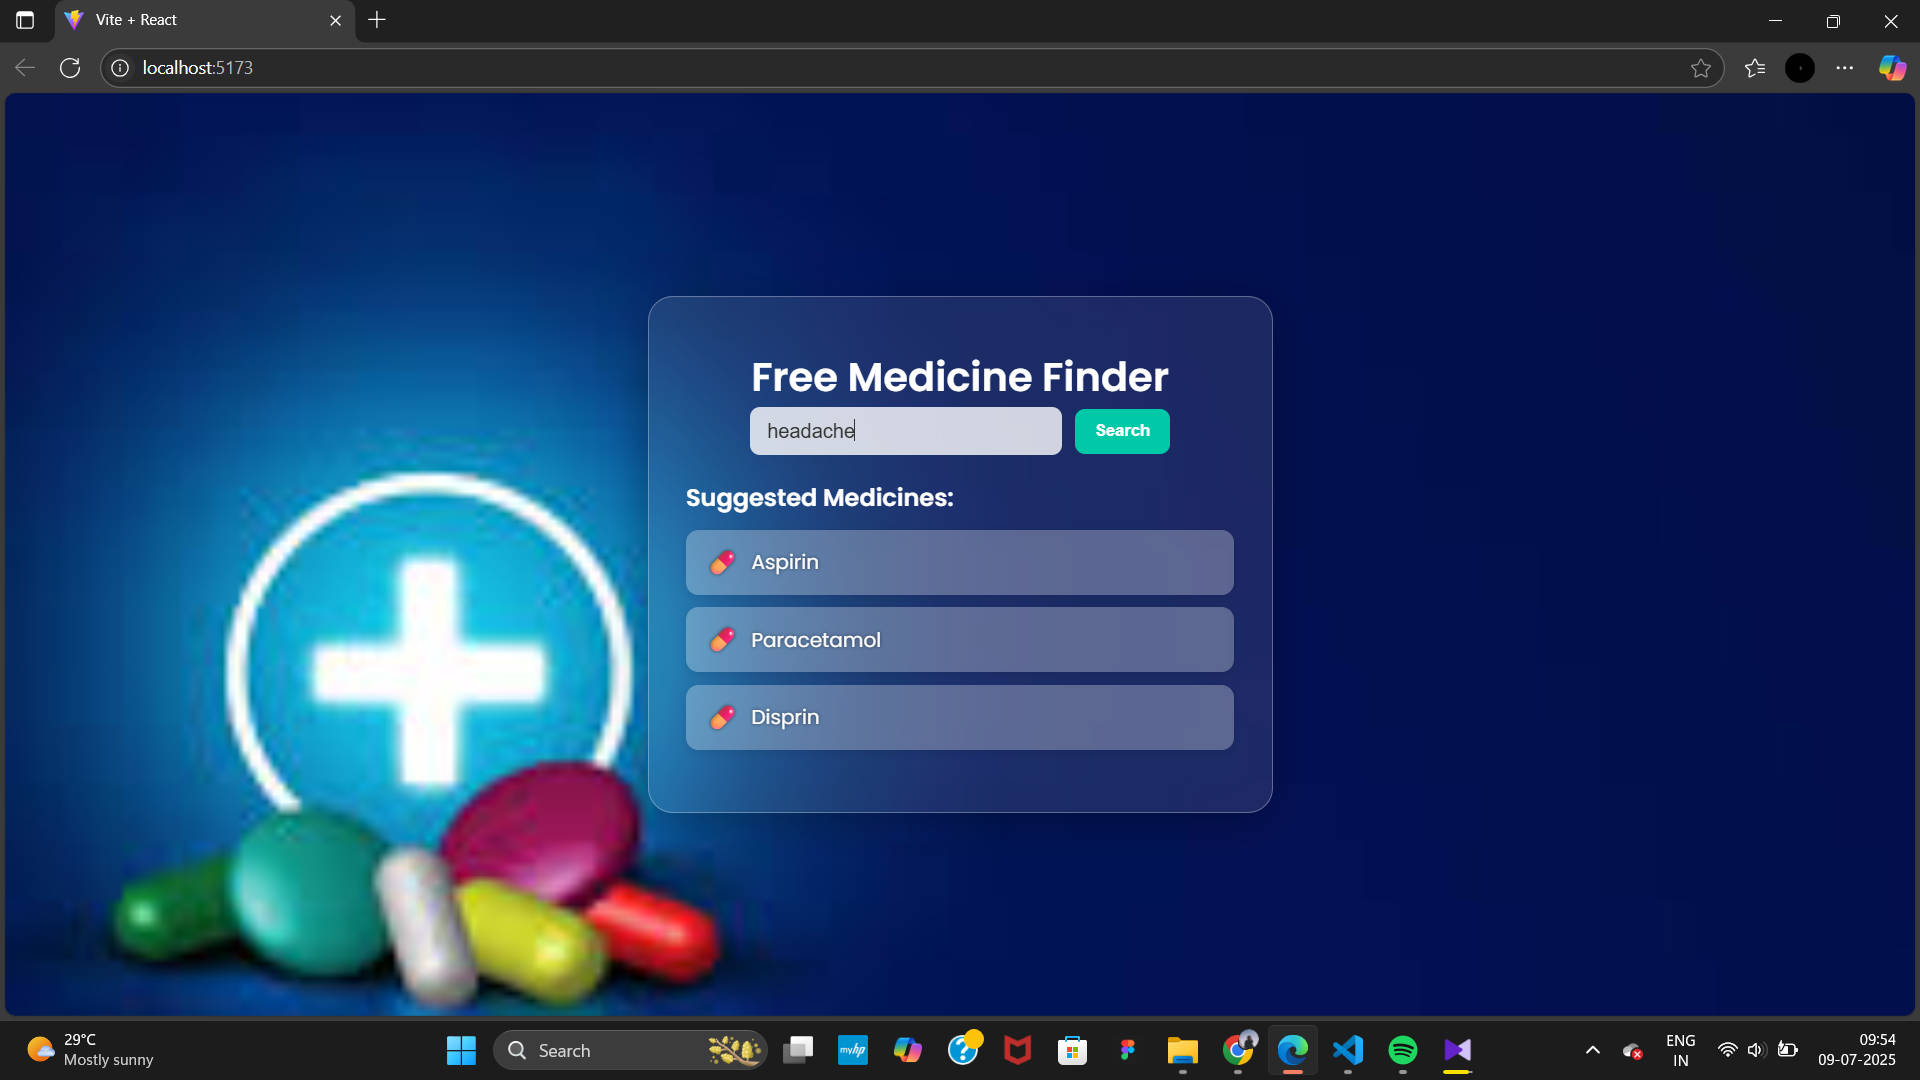 Vite + React
localhost:5173
Free Medicine Finder
headache
Search
Suggested Medicines:
Aspirin
Paracetamol
Disprin
29°C
Mostly sunny
Search
myhp
ENG
IN
09:54
09-07-2025